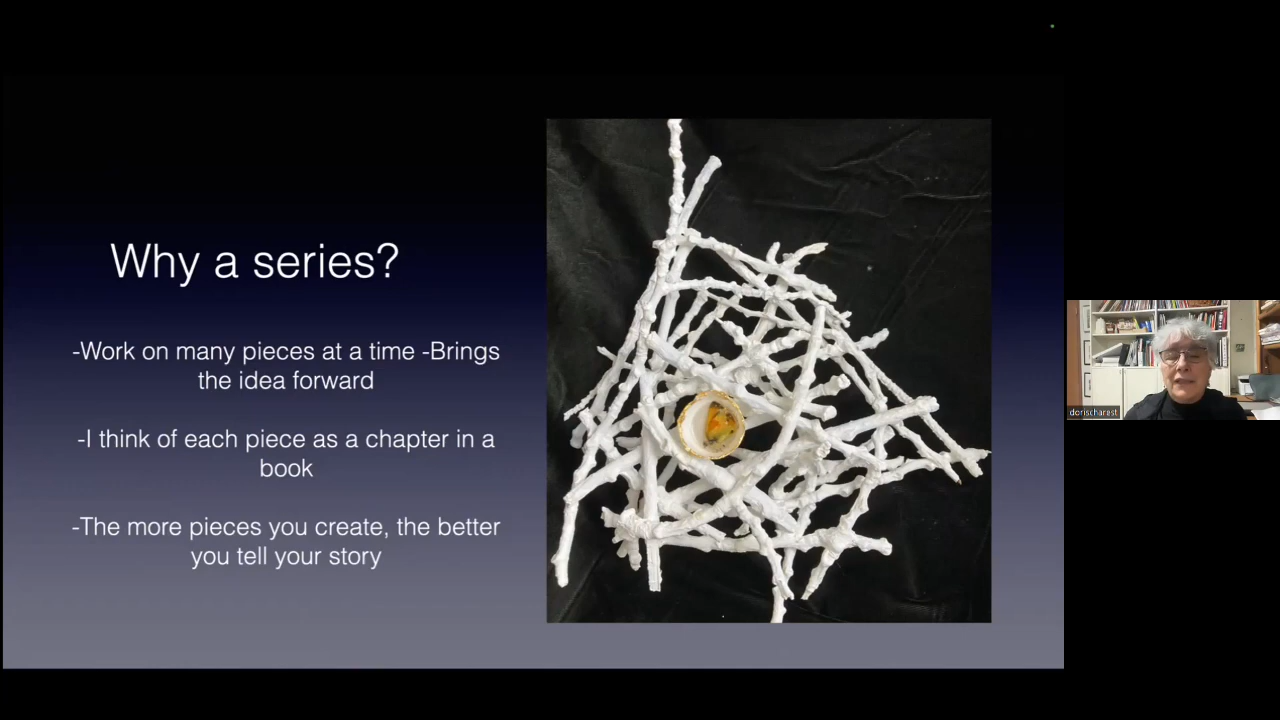 Why a series?
-Work on many pieces at a time -Brings
the idea forward
-I think of each piece as a chapter in a
book
-The more pieces you create, the better
you tell your story
dorischarest